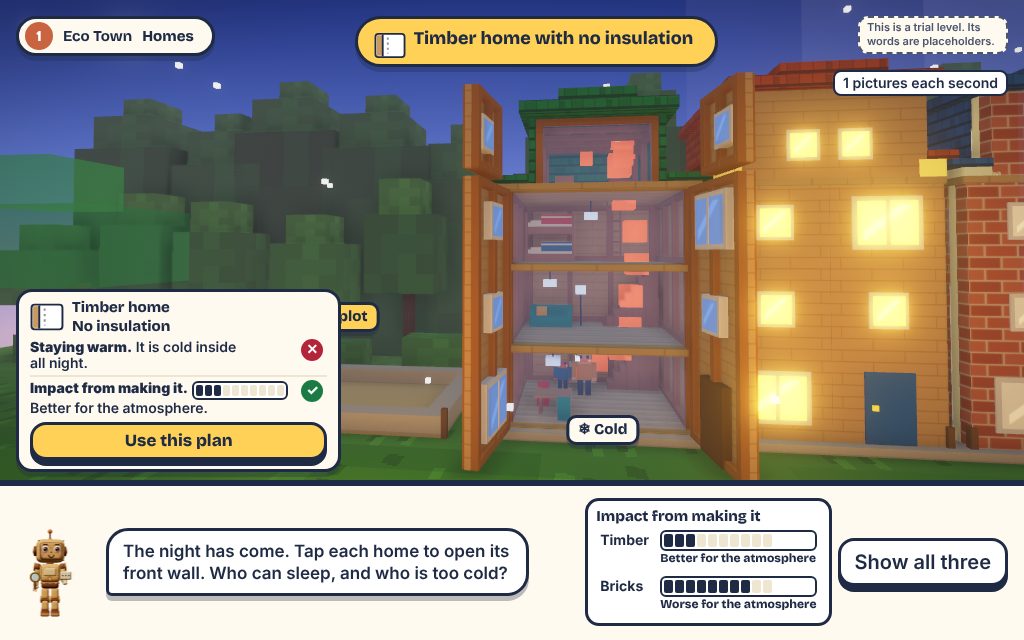 1 Eco Town Homes
Timber home with no insulation
This is a trial level. Its
words are placeholders.
1 pictures each second
plot
Timber home
No insulation
Staying warm. It is cold inside
all night.
Impact from making it.
Better for the atmosphere.
Use this plan
❄ Cold
The night has come. Tap each home to open its
front wall. Who can sleep, and who is too cold?
Impact from making it
Timber
Better for the atmosphere
Bricks
Worse for the atmosphere
Show all three